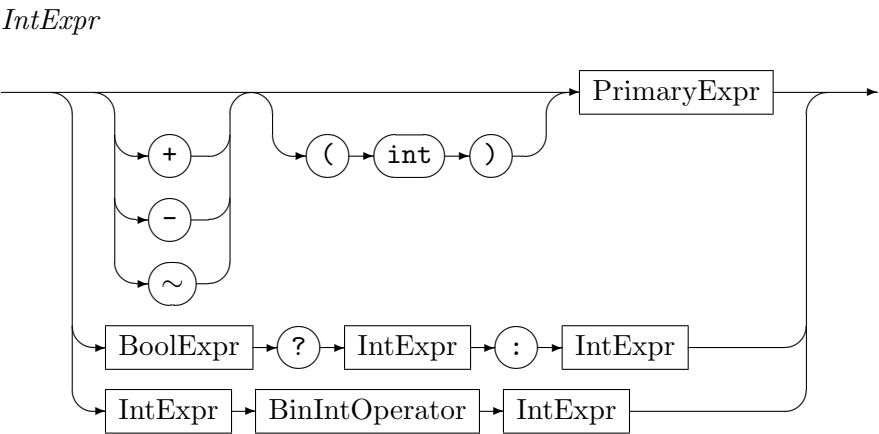 IntExpr
PrimaryExpr
+ ( int )
-
~
BoolExpr ? IntExpr : IntExpr
IntExpr BinIntOperator IntExpr